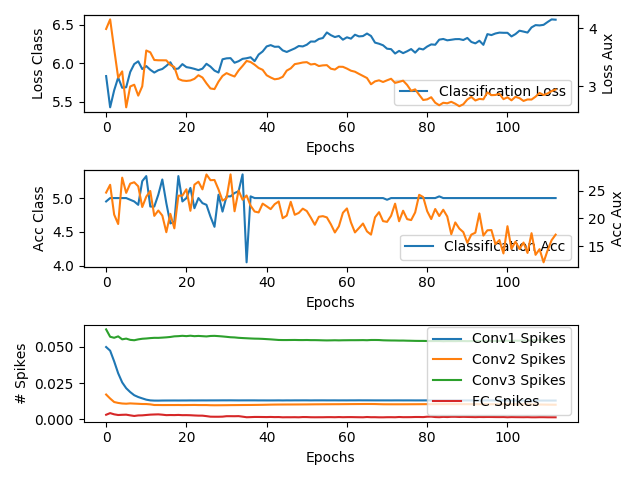 Loss Class
6.5
6.0
5.5
4
3
Loss Aux
Classification Loss
0 20 40 60 80 100
Epochs
Acc Class
5.0
4.5
4.0
25
20
15
Acc Aux
Classification Acc
0 20 40 60 80 100
Epochs
# Spikes
0.050
0.025
0.000
Conv1 Spikes
Conv2 Spikes
Conv3 Spikes
FC Spikes
0 20 40 60 80 100
Epochs